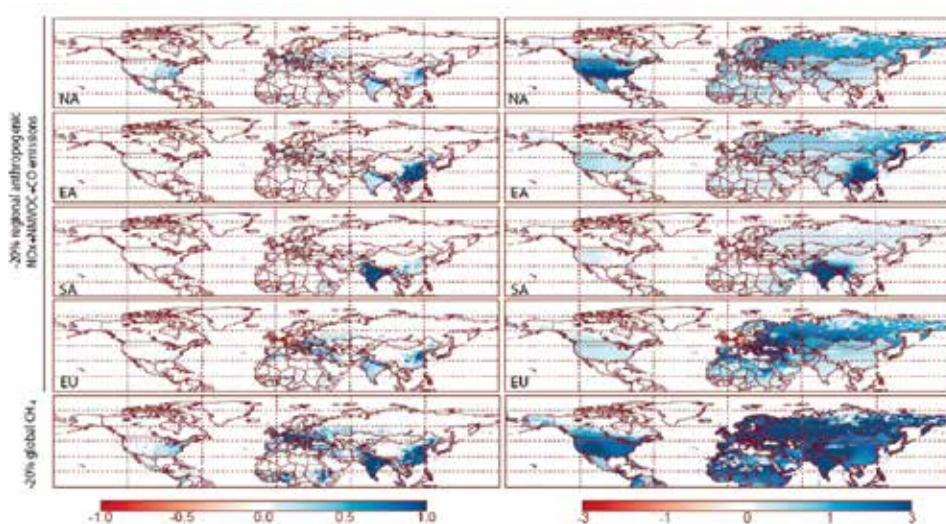 -20% regional anthropogenic
NOx+NMVOC+CO emissions
NA
NA
EA
EA
SA
SA
EU
EU
-20% global CH₄
-1.0 -0.5 0.0 0.5 1.0
-3 -1 0 1 3